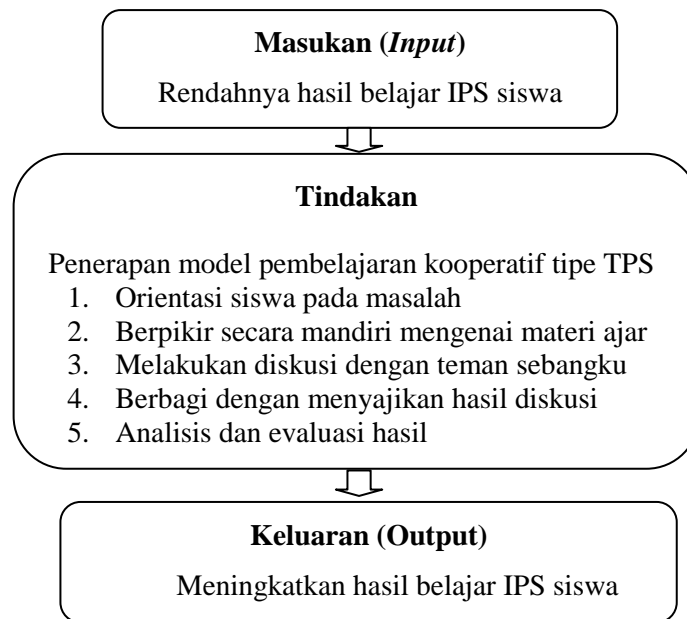 Masukan (Input)
Rendahnya hasil belajar IPS siswa
Tindakan
Penerapan model pembelajaran kooperatif tipe TPS
1. Orientasi siswa pada masalah
2. Berpikir secara mandiri mengenai materi ajar
3. Melakukan diskusi dengan teman sebangku
4. Berbagi dengan menyajikan hasil diskusi
5. Analisis dan evaluasi hasil
Keluaran (Output)
Meningkatkan hasil belajar IPS siswa